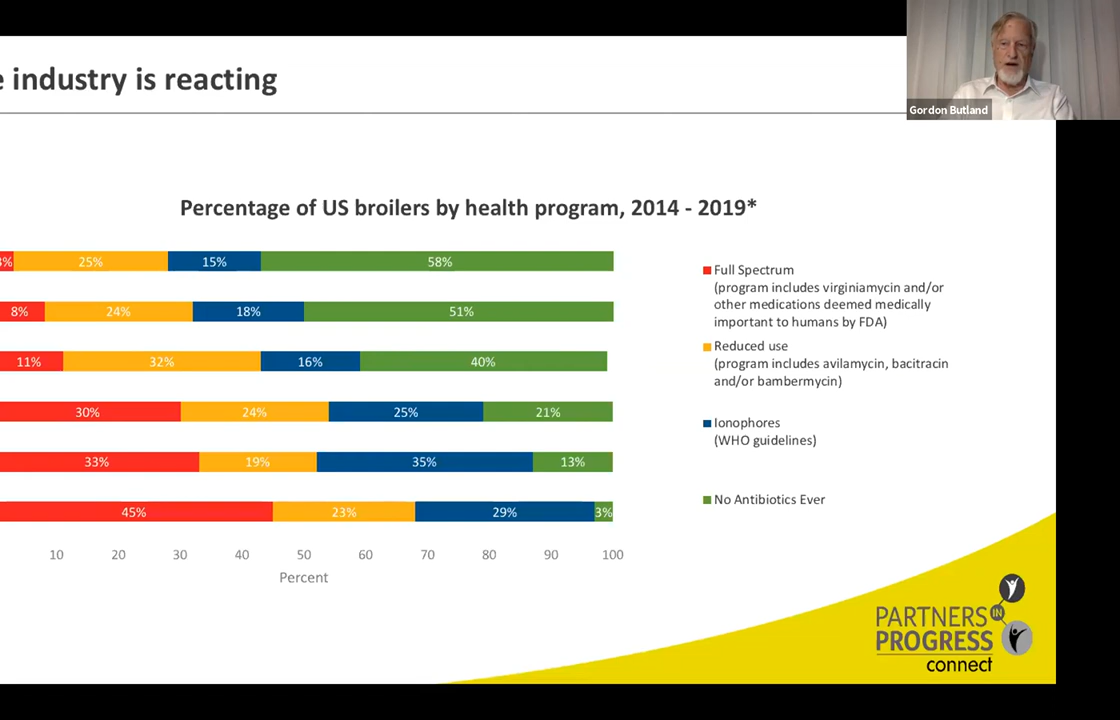 industry is reacting
Gordon Butland
Percentage of US broilers by health program, 2014 - 2019*
25% 15% 58%
8% 24% 18% 51%
11% 32% 16% 40%
30% 24% 25% 21%
33% 19% 35% 13%
45% 23% 29% 3%
10 20 30 40 50 60 70 80 90 100
Percent
Full Spectrum
(program includes virginiamycin and/or
other medications deemed medically
important to humans by FDA)
Reduced use
(program includes avilamycin, bacitracin
and/or bambermycin)
Ionophores
(WHO guidelines)
No Antibiotics Ever
PARTNERS IN
PROGRESS
connect